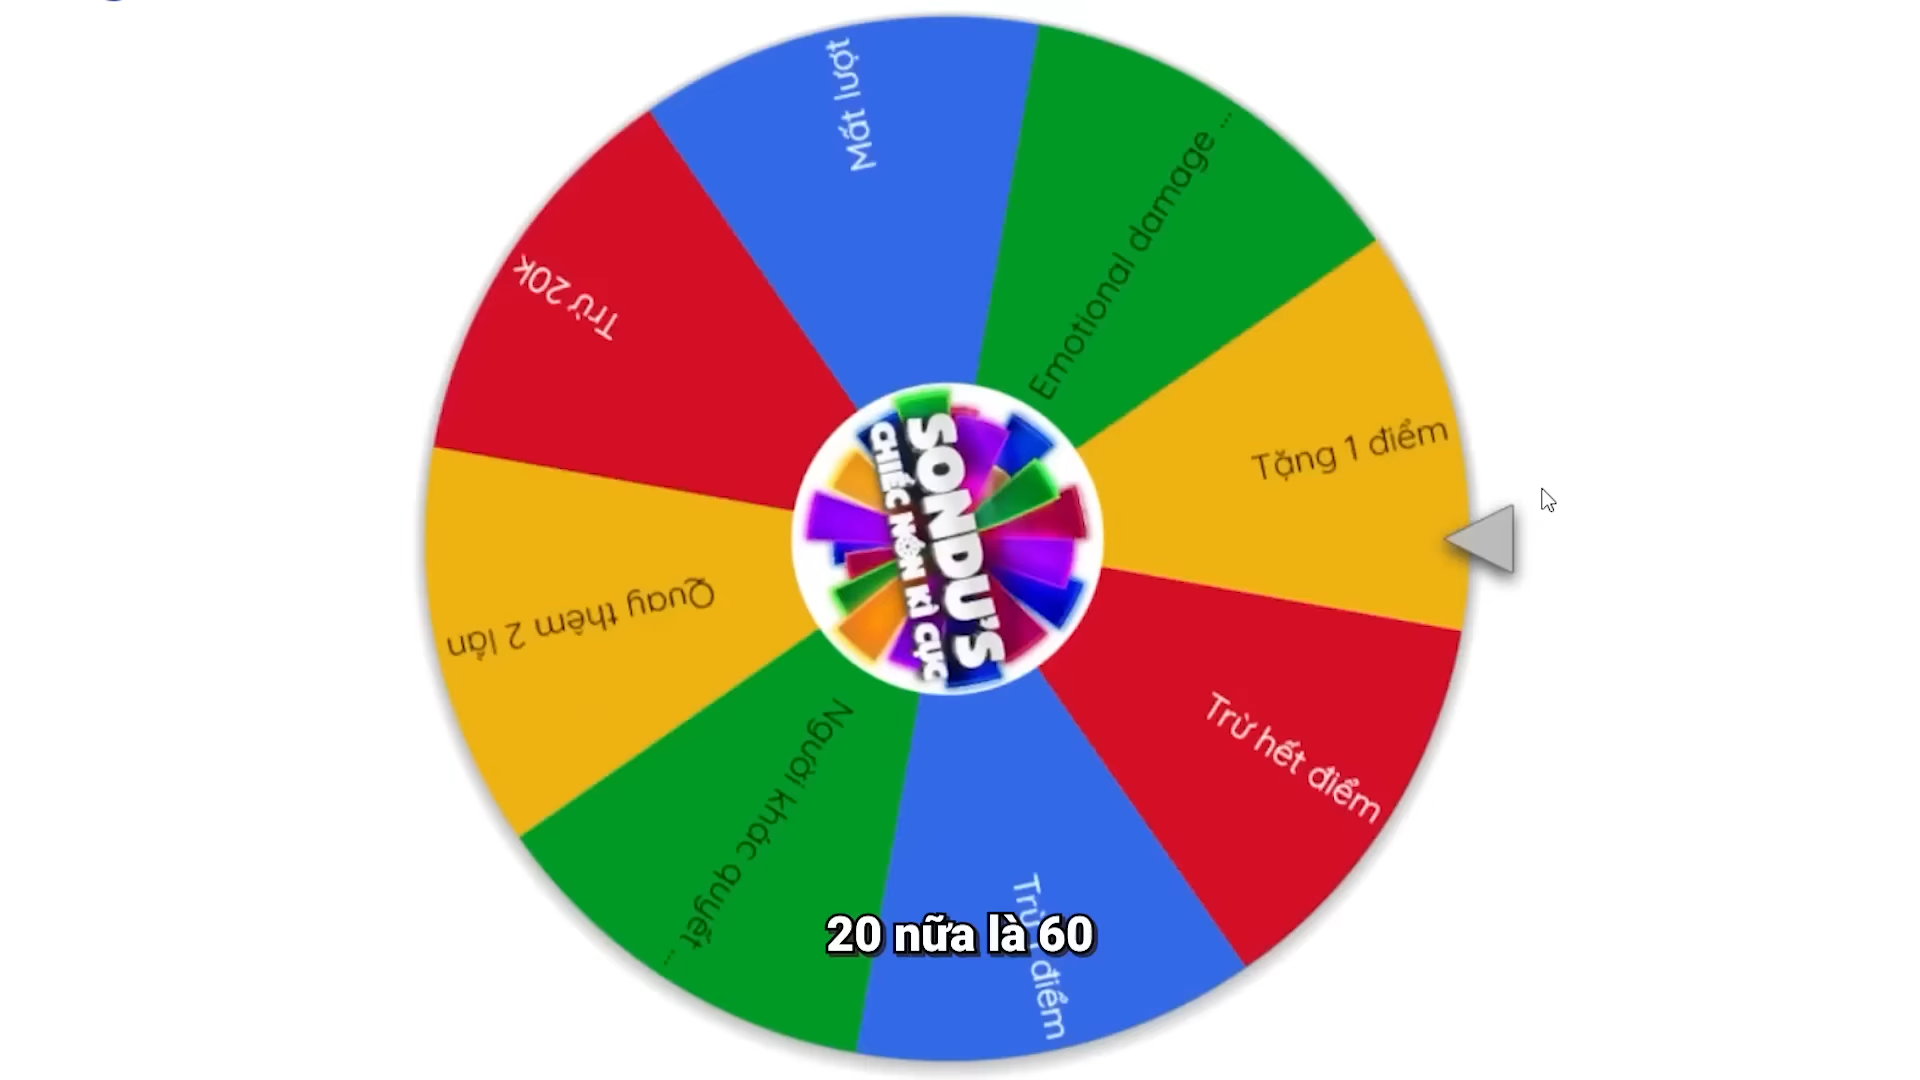 Mất lượt
Emotional damage ...
Tặng 1 điểm
Trừ hết điểm
Trừ điểm
Người khác quyết ...
Quay thêm 2 lần
Trừ 20k
SONDU'S
CHIẾC NÓN KÌ CỤC
20 nữa là 60